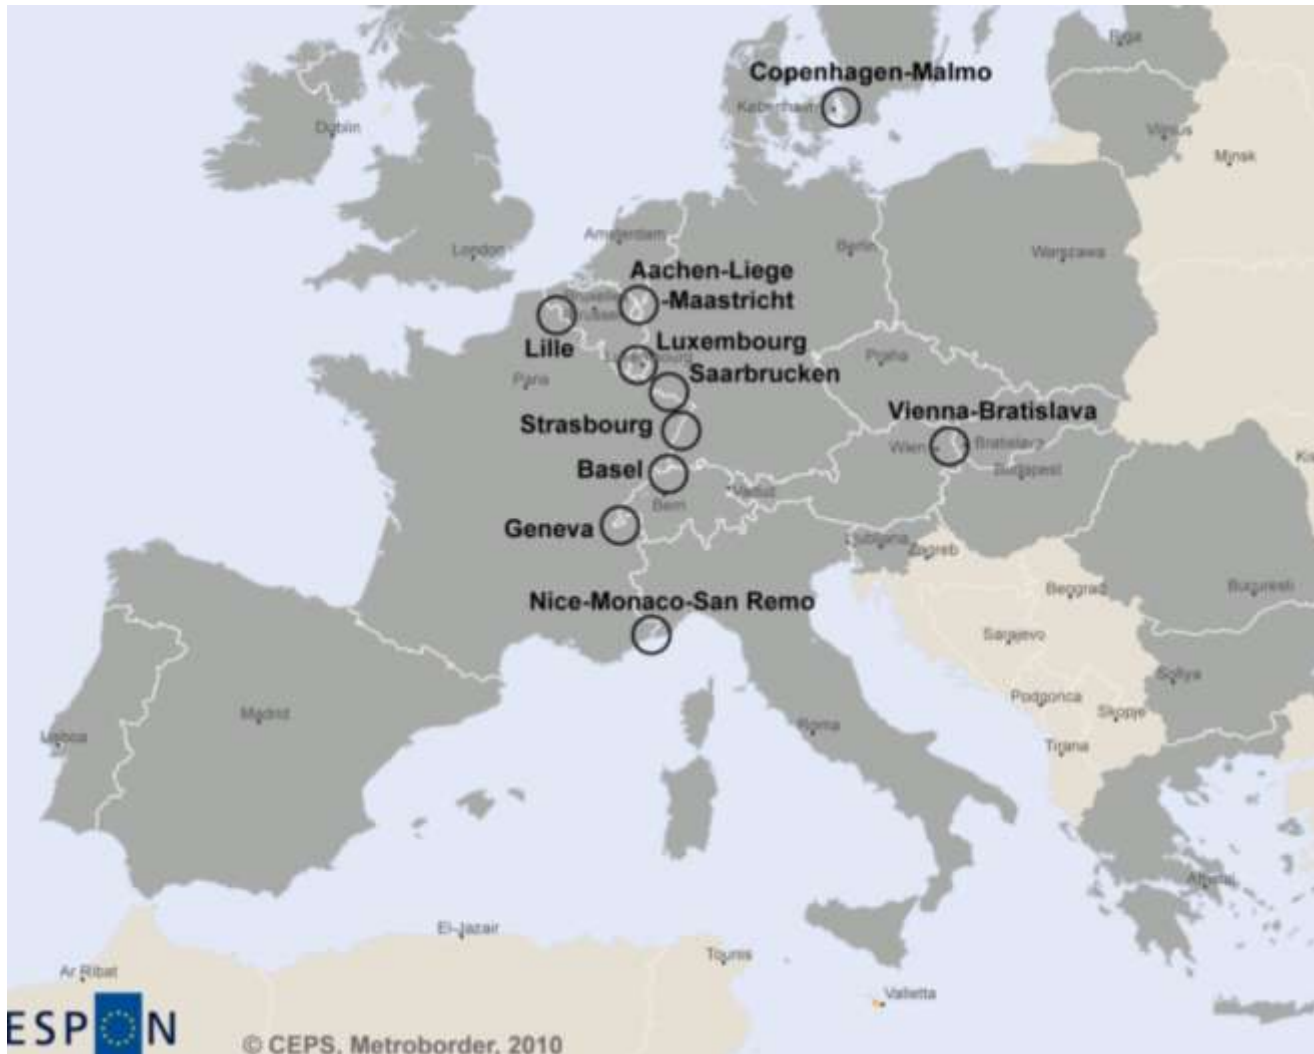 Riga
Copenhagen-Malmo
København
Dublin
Vilnius
Minsk
Amsterdam
London
Berlin
Warszawa
Aachen-Liege
-Maastricht
Lille
Luxembourg
Paris
Praha
Saarbrucken
Strasbourg
Vienna-Bratislava
Wien
Bratislava
Budapest
Basel
Vaduz
Bern
Geneva
Ljubljana
Zagreb
Nice-Monaco-San Remo
Beograd
Bucuresti
Sarajevo
Madrid
Lisboa
Podgorica
Skopje
Sofiya
Tirana
Roma
El-Jazair
Tounis
Ar Ribat
Valletta
ESPON
© CEPS, Metroborder, 2010